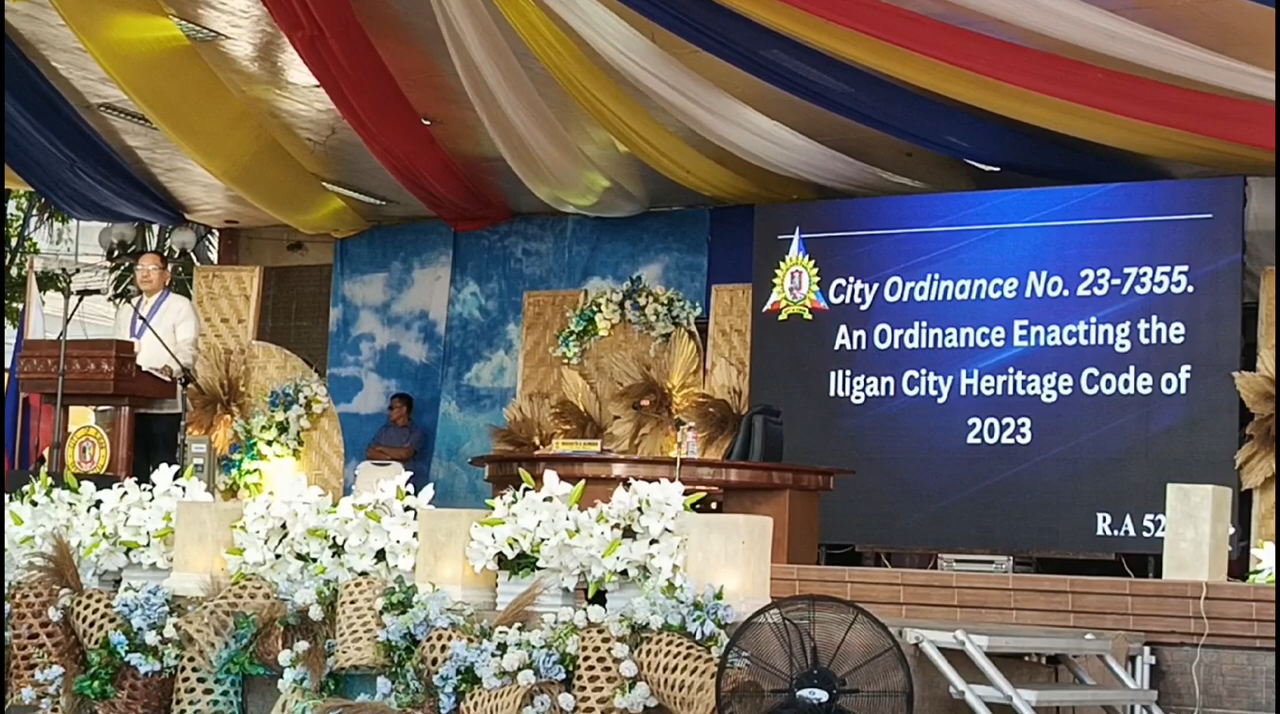 City Ordinance No. 23-7355.
An Ordinance Enacting the
Iligan City Heritage Code of
2023
R.A 52